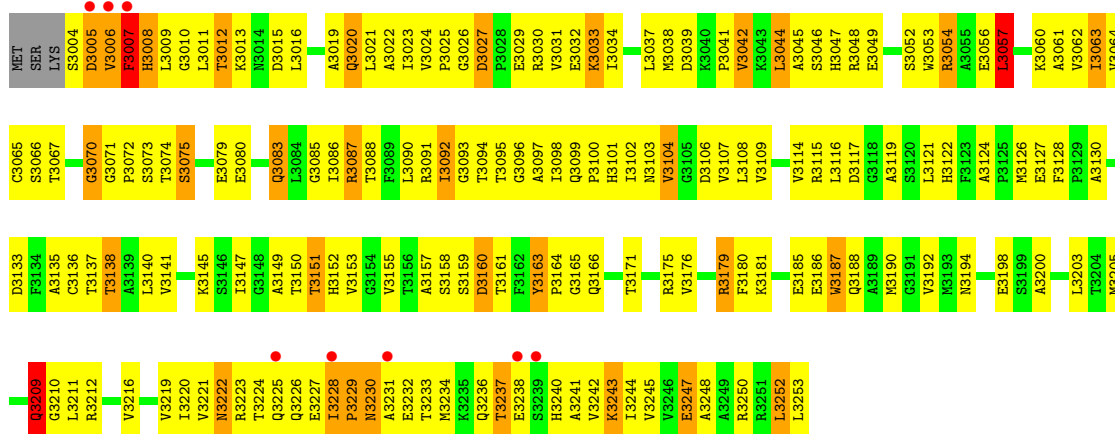 MET SER LYS S3004 D3005 V3006 F3007 H3008 L3009 G3010 L3011 T3012 K3013 N3014 D3015 L3016 A3019 Q3020 L3021 A3022 I3023 V3024 P3025 G3026 D3027 P3028 E3029 R3030 V3031 E3032 K3033 I3034 L3037 M3038 D3039 K3040 P3041 V3042 K3043 L3044 A3045 S3046 H3047 R3048 E3049 S3052 W3053 R3054 A3055 E3056 L3057 K3060 A3061 V3062 I3063 V3064
C3065 S3066 T3067 G3070 G3071 P3072 S3073 T3074 S3075 E3079 E3080 Q3083 L3084 G3085 I3086 R3087 T3088 F3089 L3090 R3091 I3092 G3093 T3094 T3095 G3096 A3097 I3098 Q3099 P3100 H3101 I3102 N3103 V3104 G3105 D3106 V3107 L3108 V3109 V3114 R3115 L3116 D3117 G3118 A3119 S3120 L3121 H3122 F3123 A3124 P3125 M3126 E3127 F3128 P3129 A3130
D3133 F3134 A3135 C3136 T3137 T3138 A3139 L3140 V3141 K3145 S3146 I3147 G3148 A3149 T3150 T3151 H3152 V3153 G3154 V3155 T3156 A3157 S3158 S3159 D3160 T3161 F3162 Y3163 P3164 G3165 Q3166 T3171 R3175 V3176 R3179 F3180 K3181 E3185 E3186 W3187 Q3188 A3189 M3190 G3191 V3192 M3193 N3194 E3198 S3199 A3200 L3203 T3204 M3205
Q3209 G3210 L3211 R3212 V3216 V3219 I3220 V3221 N3222 R3223 T3224 Q3225 Q3226 E3227 I3228 P3229 N3230 A3231 E3232 T3233 M3234 K3235 Q3236 T3237 E3238 S3239 H3240 A3241 V3242 K3243 I3244 V3245 V3246 E3247 A3248 A3249 R3250 R3251 L3252 L3253